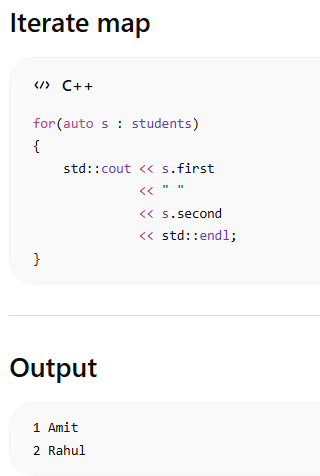 Iterate map
</> C++
for(auto s : students)
{
    std::cout << s.first
              << " "
              << s.second
              << std::endl;
}
Output
1 Amit
2 Rahul